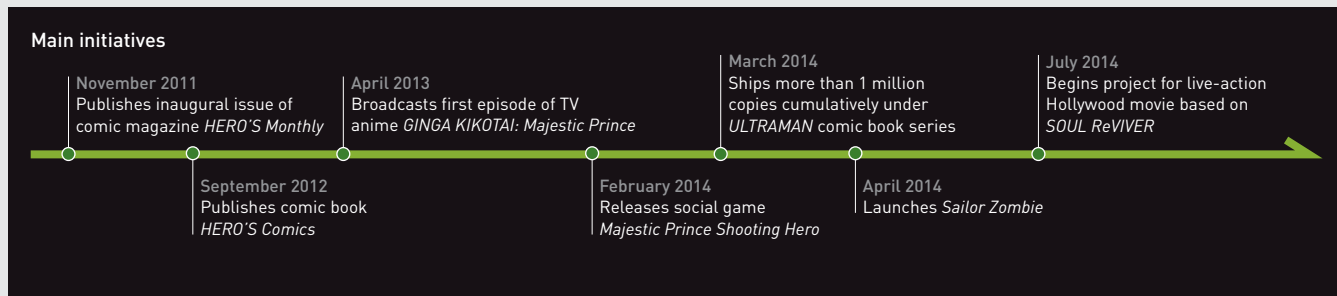 Main initiatives
November 2011
Publishes inaugural issue of
comic magazine HERO'S Monthly
September 2012
Publishes comic book
HERO'S Comics
April 2013
Broadcasts first episode of TV
anime GINGA KIKOTAI: Majestic Prince
February 2014
Releases social game
Majestic Prince Shooting Hero
March 2014
Ships more than 1 million
copies cumulatively under
ULTRAMAN comic book series
April 2014
Launches Sailor Zombie
July 2014
Begins project for live-action
Hollywood movie based on
SOUL ReVIVER